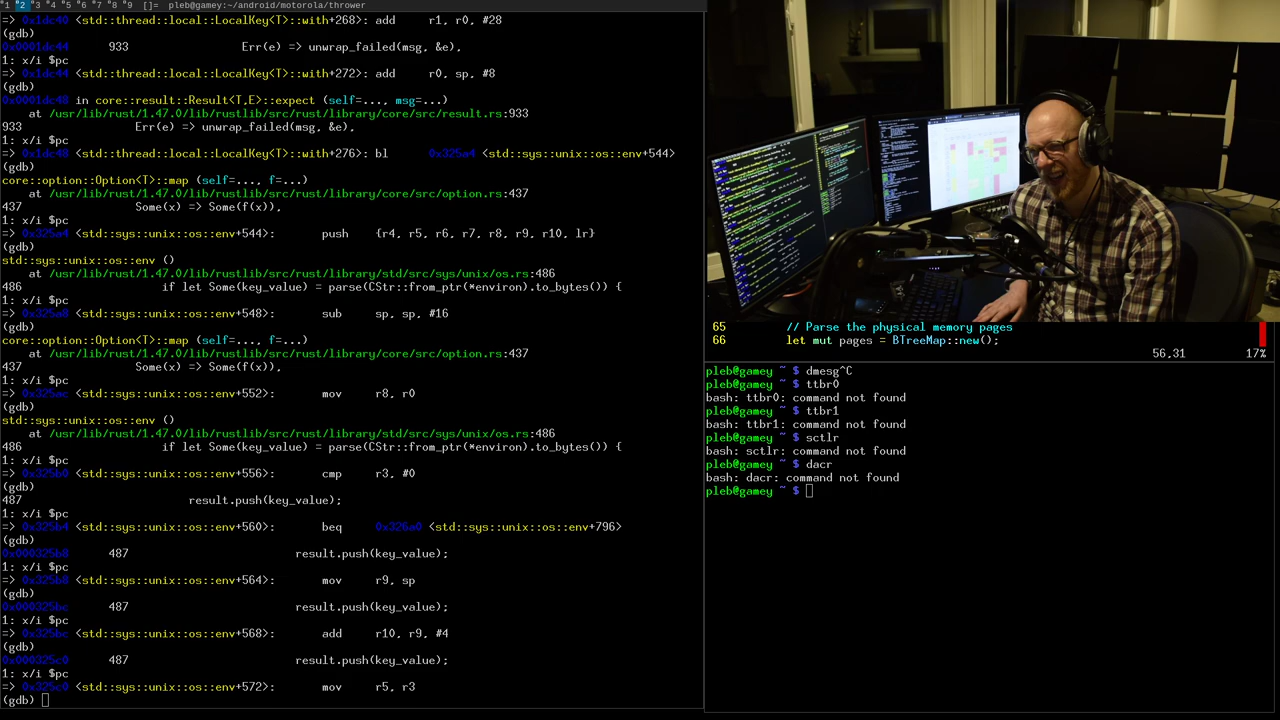 1 2 3 4 5 6 7 8 9 []= pleb@gamey:~/android/motorola/thrower
=> 0x1dc40 <std::thread::local::LocalKey<T>::with+268>: add r1, r0, #28
(gdb)
0x0001dc44 933 Err(e) => unwrap_failed(msg, &e),
1: x/i $pc
=> 0x1dc44 <std::thread::local::LocalKey<T>::with+272>: add r0, sp, #8
(gdb)
0x0001dc48 in core::result::Result<T,E>::expect (self=..., msg=...)
at /usr/lib/rust/1.47.0/lib/rustlib/src/rust/library/core/src/result.rs:933
933 Err(e) => unwrap_failed(msg, &e),
1: x/i $pc
=> 0x1dc48 <std::thread::local::LocalKey<T>::with+276>: bl 0x325a4 <std::sys::unix::os::env+544>
(gdb)
core::option::Option<T>::map (self=..., f=...)
at /usr/lib/rust/1.47.0/lib/rustlib/src/rust/library/core/src/option.rs:437
437 Some(x) => Some(f(x)),
1: x/i $pc
=> 0x325a4 <std::sys::unix::os::env+544>: push {r4, r5, r6, r7, r8, r9, r10, lr}
(gdb)
std::sys::unix::os::env ()
at /usr/lib/rust/1.47.0/lib/rustlib/src/rust/library/std/src/sys/unix/os.rs:486
486 if let Some(key_value) = parse(CStr::from_ptr(*environ).to_bytes()) {
1: x/i $pc
=> 0x325a8 <std::sys::unix::os::env+548>: sub sp, sp, #16
(gdb)
core::option::Option<T>::map (self=..., f=...)
at /usr/lib/rust/1.47.0/lib/rustlib/src/rust/library/core/src/option.rs:437
437 Some(x) => Some(f(x)),
1: x/i $pc
=> 0x325ac <std::sys::unix::os::env+552>: mov r8, r0
(gdb)
std::sys::unix::os::env ()
at /usr/lib/rust/1.47.0/lib/rustlib/src/rust/library/std/src/sys/unix/os.rs:486
486 if let Some(key_value) = parse(CStr::from_ptr(*environ).to_bytes()) {
1: x/i $pc
=> 0x325b0 <std::sys::unix::os::env+556>: cmp r3, #0
(gdb)
487 result.push(key_value);
1: x/i $pc
=> 0x325b4 <std::sys::unix::os::env+560>: beq 0x326a0 <std::sys::unix::os::env+796>
(gdb)
0x000325b8 487 result.push(key_value);
1: x/i $pc
=> 0x325b8 <std::sys::unix::os::env+564>: mov r9, sp
(gdb)
0x000325bc 487 result.push(key_value);
1: x/i $pc
=> 0x325bc <std::sys::unix::os::env+568>: add r10, r9, #4
(gdb)
0x000325c0 487 result.push(key_value);
1: x/i $pc
=> 0x325c0 <std::sys::unix::os::env+572>: mov r5, r3
(gdb)
65 // Parse the physical memory pages
66 let mut pages = BTreeMap::new();
56,31 17%
pleb@gamey ~ $ dmesg^C
pleb@gamey ~ $ ttbr0
bash: ttbr0: command not found
pleb@gamey ~ $ ttbr1
bash: ttbr1: command not found
pleb@gamey ~ $ sctlr
bash: sctlr: command not found
pleb@gamey ~ $ dacr
bash: dacr: command not found
pleb@gamey ~ $